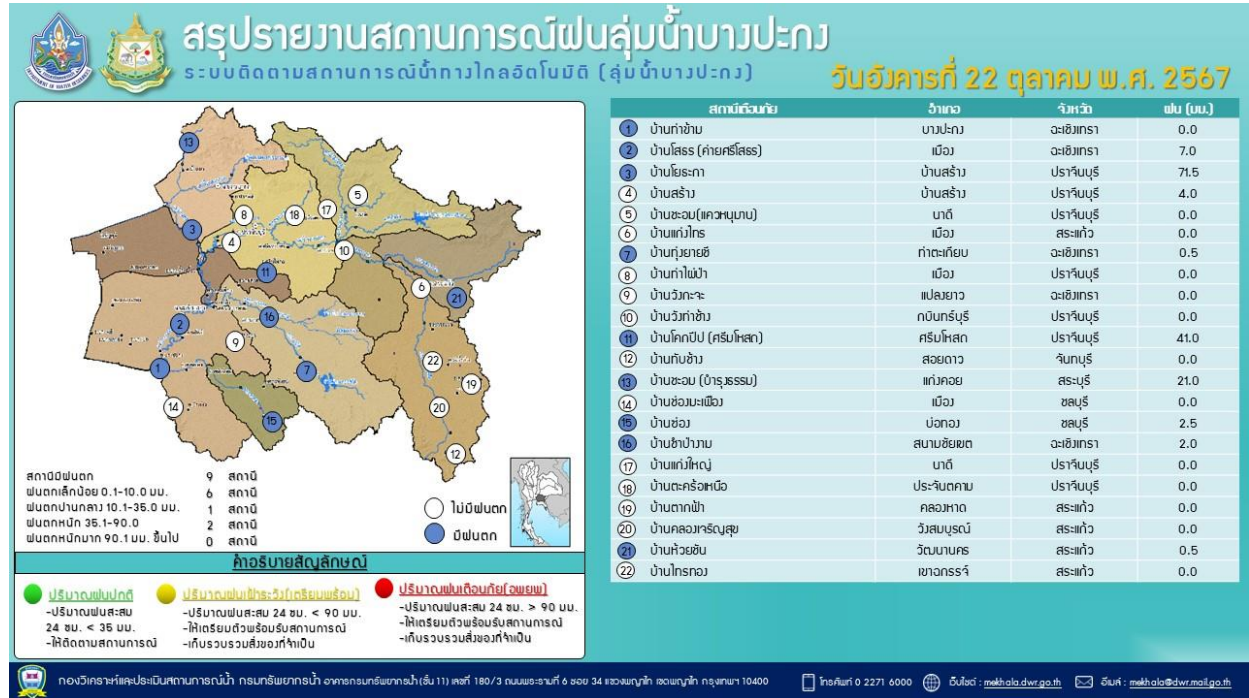 สรุปรายงานสถานการณ์ฝนลุ่มน้ำบางปะกง
ระบบติดตามสถานการณ์น้ำทางไกลอัตโนมัติ (ลุ่มน้ำบางปะกง)
วันอังคารที่ 22 ตุลาคม พ.ศ. 2567
สถานีเตือนภัย อำเภอ จังหวัด ฝน (มม.)
1 บ้านท่าข้าม บางปะกง ฉะเชิงเทรา 0.0
2 บ้านโสธร (ค่ายศรีโสธร) เมือง ฉะเชิงเทรา 7.0
3 บ้านโยธะกา บ้านสร้าง ปราจีนบุรี 71.5
4 บ้านสร้าง บ้านสร้าง ปราจีนบุรี 4.0
5 บ้านชะอม(แควหนุมาน) นาดี ปราจีนบุรี 0.0
6 บ้านแก่งไทร เมือง สระแก้ว 0.0
7 บ้านทุ่งยายชี ท่าตะเกียบ ฉะเชิงเทรา 0.5
8 บ้านท่าไผ่ป่า เมือง ปราจีนบุรี 0.0
9 บ้านวังกะจะ แปลงยาว ฉะเชิงเทรา 0.0
10 บ้านวังท่าช้าง กบินทร์บุรี ปราจีนบุรี 0.0
11 บ้านโคกปีป (ศรีมโหสถ) ศรีมโหสถ ปราจีนบุรี 41.0
12 บ้านทับช้าง สอยดาว จันทบุรี 0.0
13 บ้านชะอม (บำรุงธรรม) แก่งคอย สระบุรี 21.0
14 บ้านช่องมะเฟือง เมือง ชลบุรี 0.0
15 บ้านช่อง บ่อทอง ชลบุรี 2.5
16 บ้านชำป่างาม สนามชัยเขต ฉะเชิงเทรา 2.0
17 บ้านแก่งใหญ่ นาดี ปราจีนบุรี 0.0
18 บ้านตะคร้อเหนือ ประจันตคาม ปราจีนบุรี 0.0
19 บ้านตากฟ้า คลองหาด สระแก้ว 0.0
20 บ้านคลองเจริญสุข วังสมบูรณ์ สระแก้ว 0.0
21 บ้านห้วยชัน วัฒนานคร สระแก้ว 0.5
22 บ้านไทรทอง เขาฉกรรจ์ สระแก้ว 0.0
13
5
8
18
17
3
4
10
11
6
21
16
2
9
22
1
7
19
14
20
15
12
สถานีมีฝนตก 9 สถานี
ฝนตกเล็กน้อย 0.1-10.0 มม. 6 สถานี
ฝนตกปานกลาง 10.1-35.0 มม. 1 สถานี
ฝนตกหนัก 35.1-90.0 2 สถานี
ฝนตกหนักมาก 90.1 มม. ขึ้นไป 0 สถานี
ไม่มีฝนตก
มีฝนตก
คำอธิบายสัญลักษณ์
ปริมาณฝนปกติ
-ปริมาณฝนสะสม
24 ชม. < 35 มม.
-ให้ติดตามสถานการณ์
ปริมาณฝนเฝ้าระวัง(เตรียมพร้อม)
-ปริมาณฝนสะสม 24 ชม. < 90 มม.
-ให้เตรียมตัวพร้อมรับสถานการณ์
-เก็บรวบรวมสิ่งของที่จำเป็น
ปริมาณฝนเตือนภัย(อพยพ)
-ปริมาณฝนสะสม 24 ชม. > 90 มม.
-ให้เตรียมตัวพร้อมรับสถานการณ์
-เก็บรวบรวมสิ่งของที่จำเป็น
กองวิเคราะห์และประเมินสถานการณ์น้ำ กรมทรัพยากรน้ำ อาคารกรมทรัพยากรน้ำ (ชั้น 11) เลขที่ 180/3 ถนนพระรามที่ 6 ซอย 34 แขวงพญาไท เขตพญาไท กรุงเทพฯ 10400 โทรศัพท์ 0 2271 6000 เว็บไซต์ : mekhala.dwr.go.th อีเมล์ : mekhala@dwr.mail.go.th